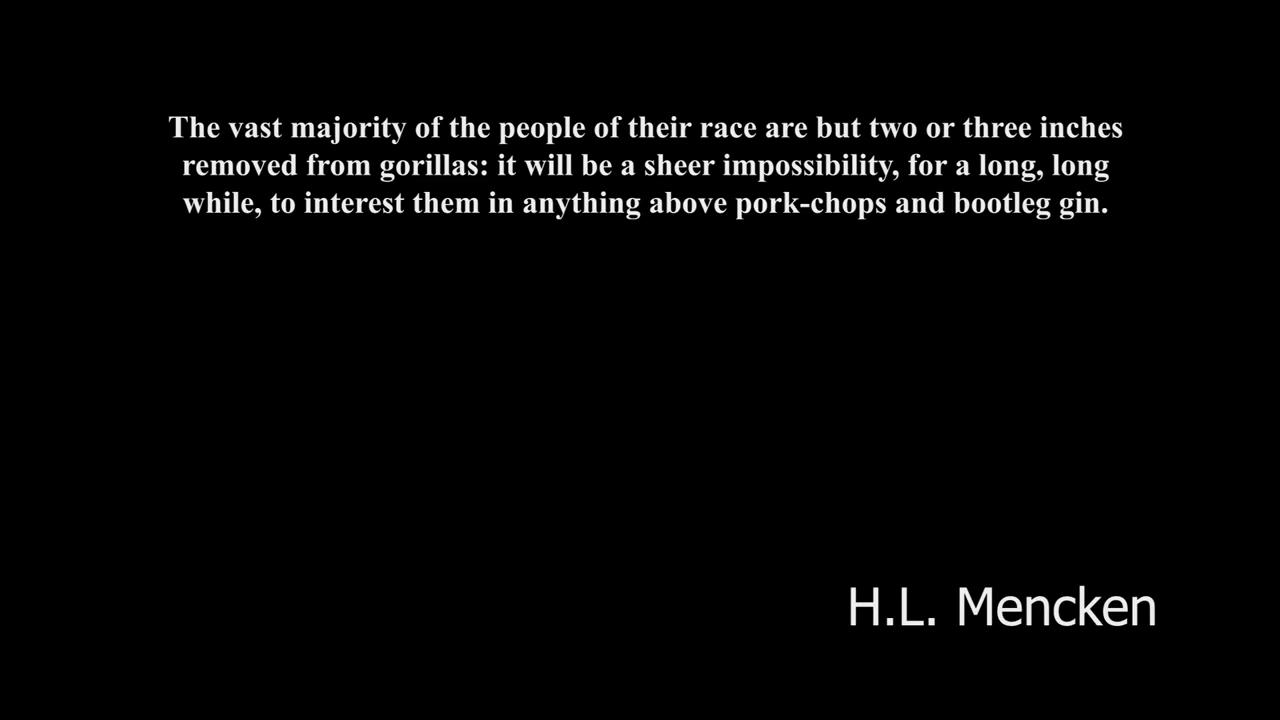 The vast majority of the people of their race are but two or three inches
removed from gorillas: it will be a sheer impossibility, for a long, long
while, to interest them in anything above pork-chops and bootleg gin.
H.L. Mencken